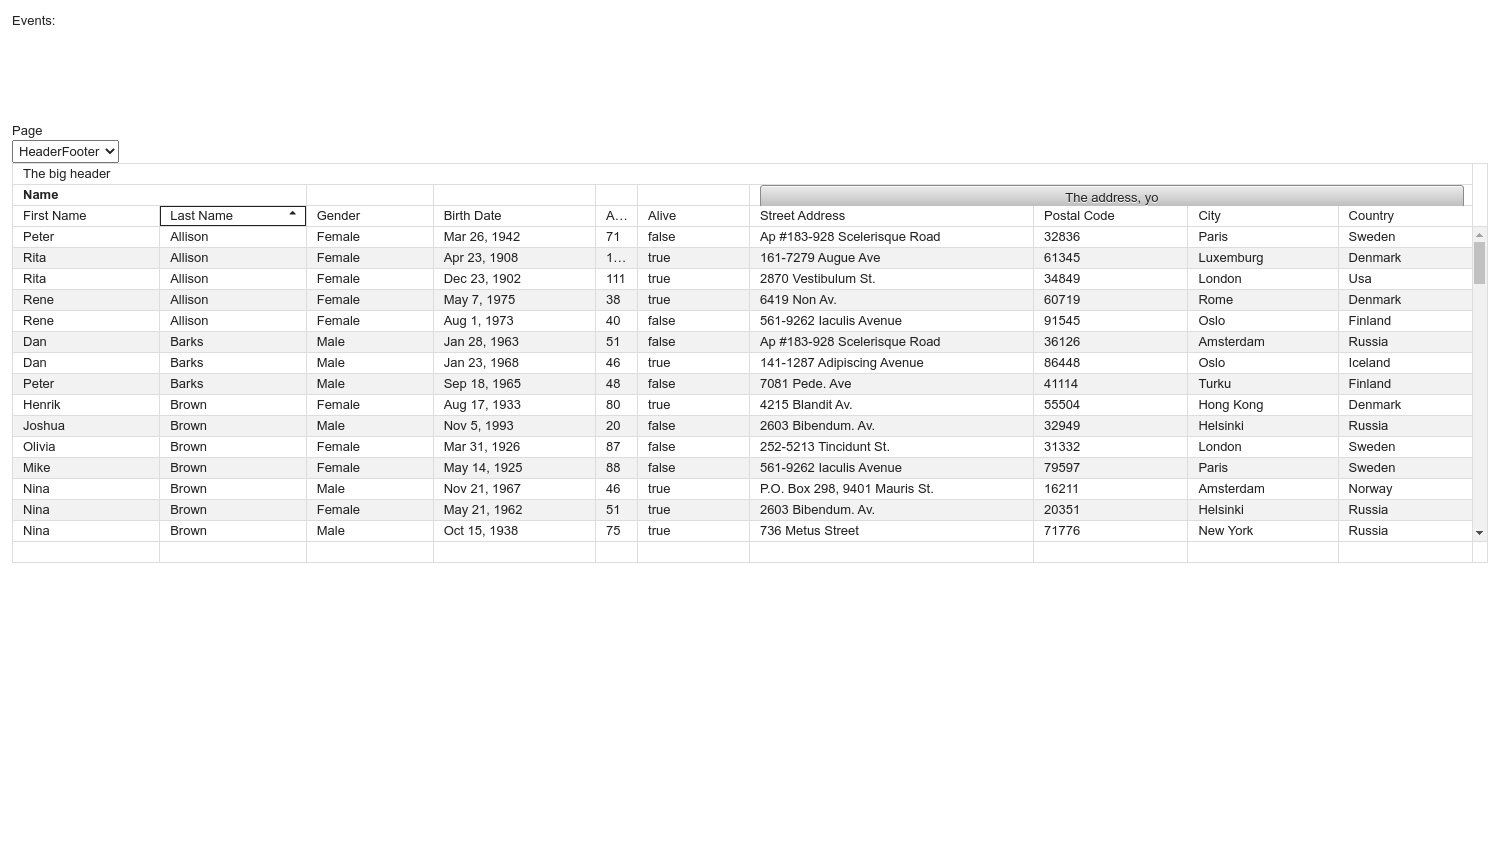 Events:
Page
HeaderFooter
The big header
Name The address, yo
First Name Last Name Gender Birth Date A… Alive Street Address Postal Code City Country
Peter Allison Female Mar 26, 1942 71 false Ap #183-928 Scelerisque Road 32836 Paris Sweden
Rita Allison Female Apr 23, 1908 1… true 161-7279 Augue Ave 61345 Luxemburg Denmark
Rita Allison Female Dec 23, 1902 111 true 2870 Vestibulum St. 34849 London Usa
Rene Allison Female May 7, 1975 38 true 6419 Non Av. 60719 Rome Denmark
Rene Allison Female Aug 1, 1973 40 false 561-9262 Iaculis Avenue 91545 Oslo Finland
Dan Barks Male Jan 28, 1963 51 false Ap #183-928 Scelerisque Road 36126 Amsterdam Russia
Dan Barks Male Jan 23, 1968 46 true 141-1287 Adipiscing Avenue 86448 Oslo Iceland
Peter Barks Male Sep 18, 1965 48 false 7081 Pede. Ave 41114 Turku Finland
Henrik Brown Female Aug 17, 1933 80 true 4215 Blandit Av. 55504 Hong Kong Denmark
Joshua Brown Male Nov 5, 1993 20 false 2603 Bibendum. Av. 32949 Helsinki Russia
Olivia Brown Female Mar 31, 1926 87 false 252-5213 Tincidunt St. 31332 London Sweden
Mike Brown Female May 14, 1925 88 false 561-9262 Iaculis Avenue 79597 Paris Sweden
Nina Brown Male Nov 21, 1967 46 true P.O. Box 298, 9401 Mauris St. 16211 Amsterdam Norway
Nina Brown Female May 21, 1962 51 true 2603 Bibendum. Av. 20351 Helsinki Russia
Nina Brown Male Oct 15, 1938 75 true 736 Metus Street 71776 New York Russia